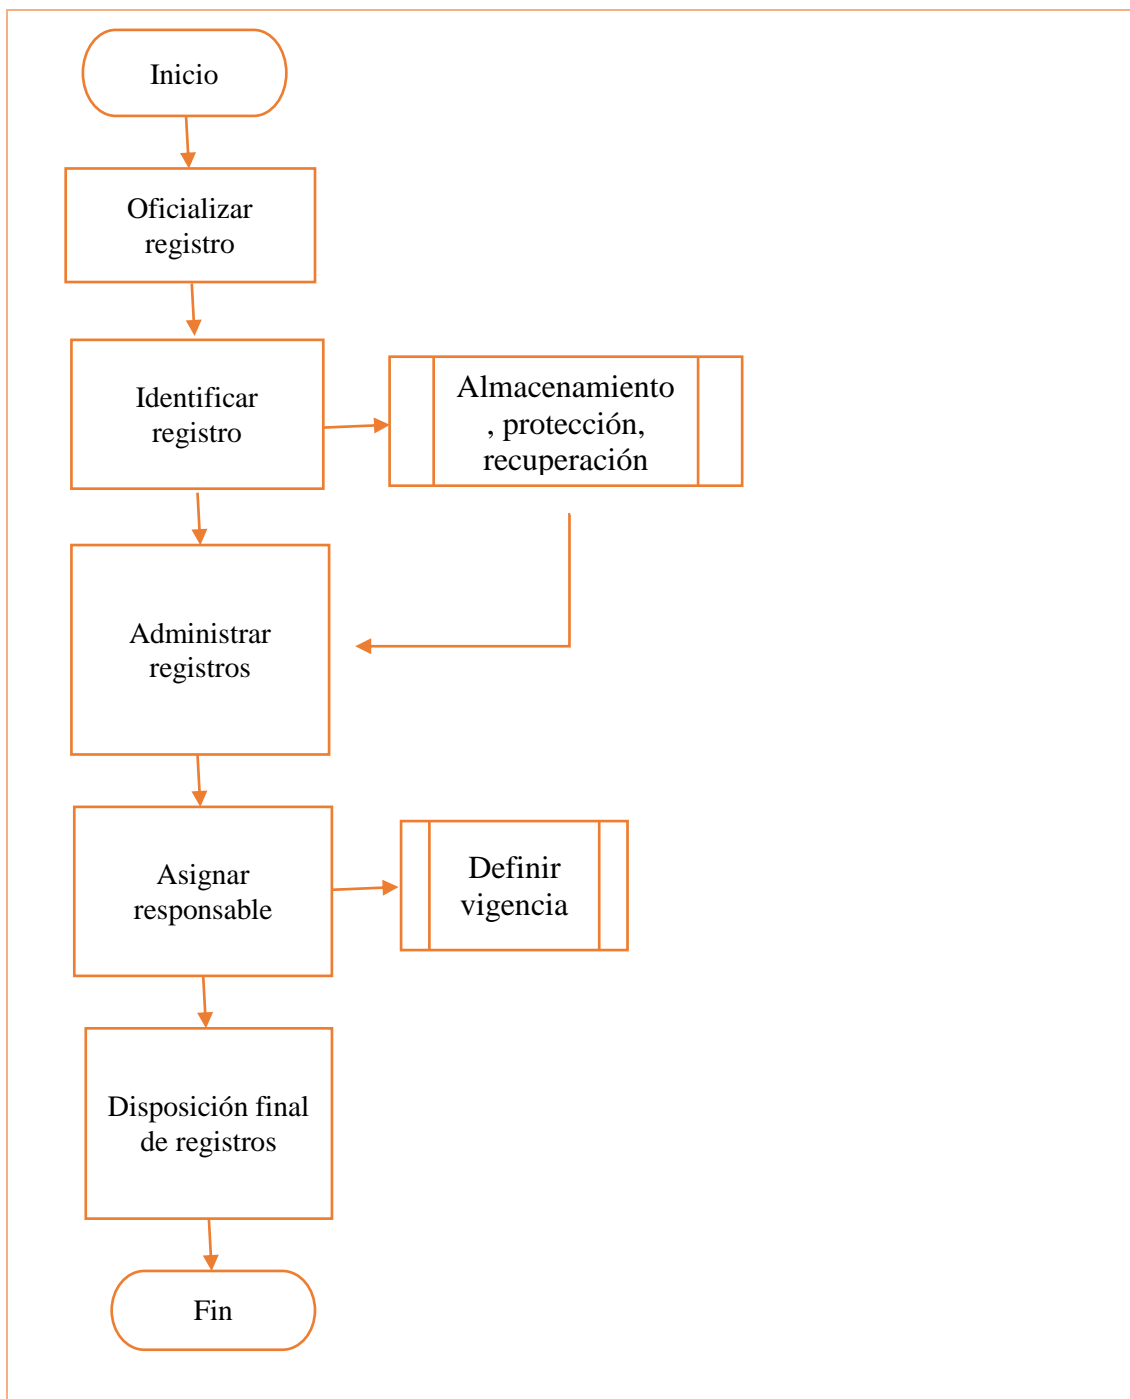 Inicio
Oficializar
registro
Identificar
registro
Almacenamiento
, protección,
recuperación
Administrar
registros
Asignar
responsable
Definir
vigencia
Disposición final
de registros
Fin